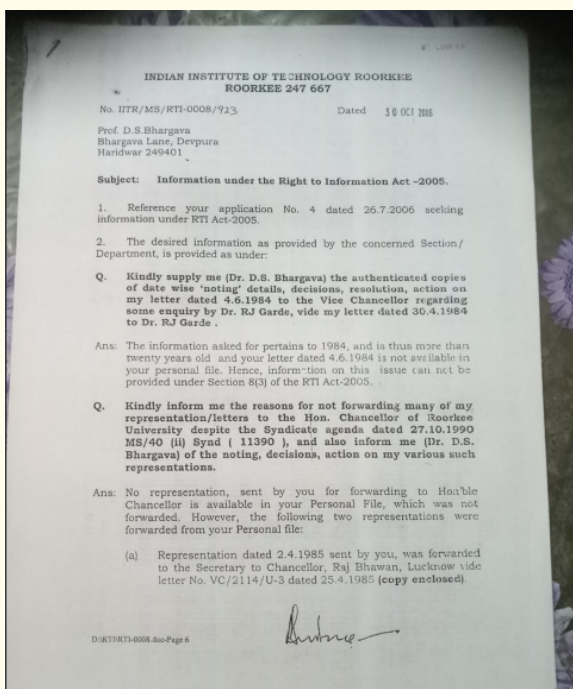 INDIAN INSTITUTE OF TECHNOLOGY ROORKEE
ROORKEE 247 667
No. IITR/MS/RTI-0008/923 Dated 30 OCT 2006
Prof. D.S.Bhargava
Bhargava Lane, Devpura
Haridwar 249401
Subject: Information under the Right to Information Act -2005.
1. Reference your application No. 4 dated 26.7.2006 seeking
information under RTI Act-2005.
2. The desired information as provided by the concerned Section/
Department, is provided as under:
Q. Kindly supply me (Dr. D.S. Bhargava) the authenticated copies
of date wise 'noting' details, decisions, resolution, action on
my letter dated 4.6.1984 to the Vice Chancellor regarding
some enquiry by Dr. RJ Garde, vide my letter dated 30.4.1984
to Dr. RJ Garde .
Ans: The information asked for pertains to 1984, and is thus more than
twenty years old and your letter dated 4.6.1984 is not available in
your personal file. Hence, information on this issue can not be
provided under Section 8(3) of the RTI Act-2005.
Q. Kindly inform me the reasons for not forwarding many of my
representation/letters to the Hon. Chancellor of Roorkee
University despite the Syndicate agenda dated 27.10.1990
MS/40 (ii) Synd ( 11390 ), and also inform me (Dr. D.S.
Bhargava) of the noting, decisions, action on my various such
representations.
Ans: No representation, sent by you for forwarding to Hon'ble
Chancellor is available in your Personal File, which was not
forwarded. However, the following two representations were
forwarded from your Personal file:
(a) Representation dated 2.4.1985 sent by you, was forwarded
to the Secretary to Chancellor, Raj Bhawan, Lucknow vide
letter No. VC/2114/U-3 dated 25.4.1985 (copy enclosed).
D:\RTI\RTI-0008.doc-Page 6